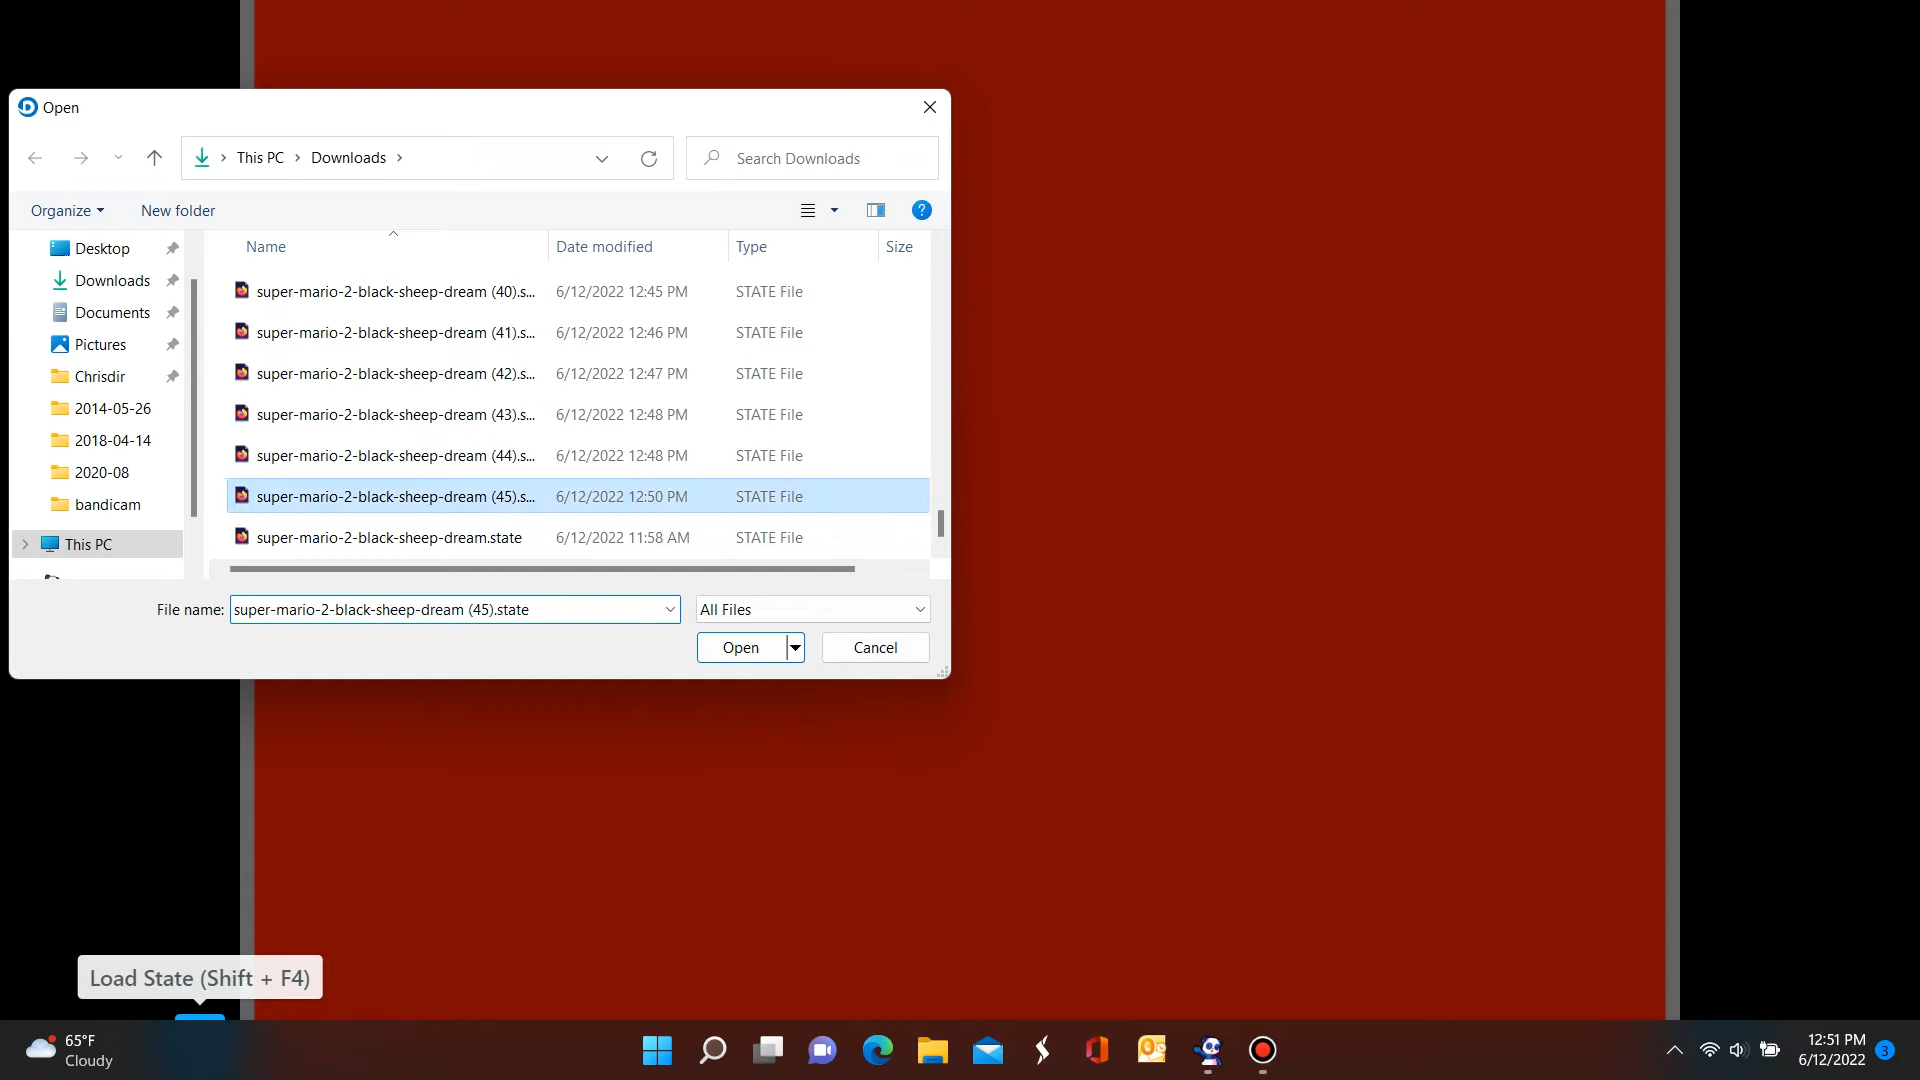 Open
This PC
Downloads
Search Downloads
Organize
New folder
Name
Date modified
Type
Size
Desktop
Downloads
Documents
Pictures
Chrisdir
2014-05-26
2018-04-14
2020-08
bandicam
This PC
super-mario-2-black-sheep-dream (40).s... 6/12/2022 12:45 PM STATE File
super-mario-2-black-sheep-dream (41).s... 6/12/2022 12:46 PM STATE File
super-mario-2-black-sheep-dream (42).s... 6/12/2022 12:47 PM STATE File
super-mario-2-black-sheep-dream (43).s... 6/12/2022 12:48 PM STATE File
super-mario-2-black-sheep-dream (44).s... 6/12/2022 12:48 PM STATE File
super-mario-2-black-sheep-dream (45).s... 6/12/2022 12:50 PM STATE File
super-mario-2-black-sheep-dream.state 6/12/2022 11:58 AM STATE File
File name: super-mario-2-black-sheep-dream (45).state
All Files
Open
Cancel
Load State (Shift + F4)
65°F
Cloudy
12:51 PM
6/12/2022
3